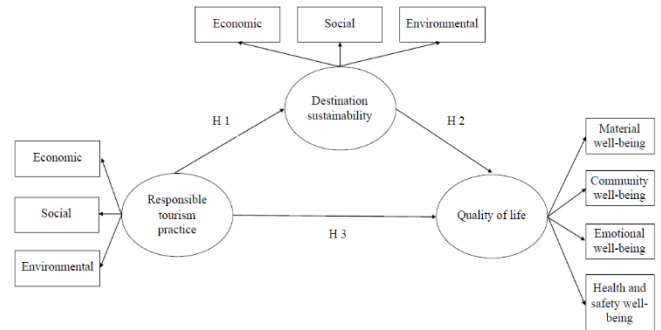 Economic
Social
Environmental
Destination
sustainability
H 1
H 2
Economic
Social
Environmental
Responsible
tourism
practice
H 3
Quality of life
Material
well-being
Community
well-being
Emotional
well-being
Health and
safety well-
being